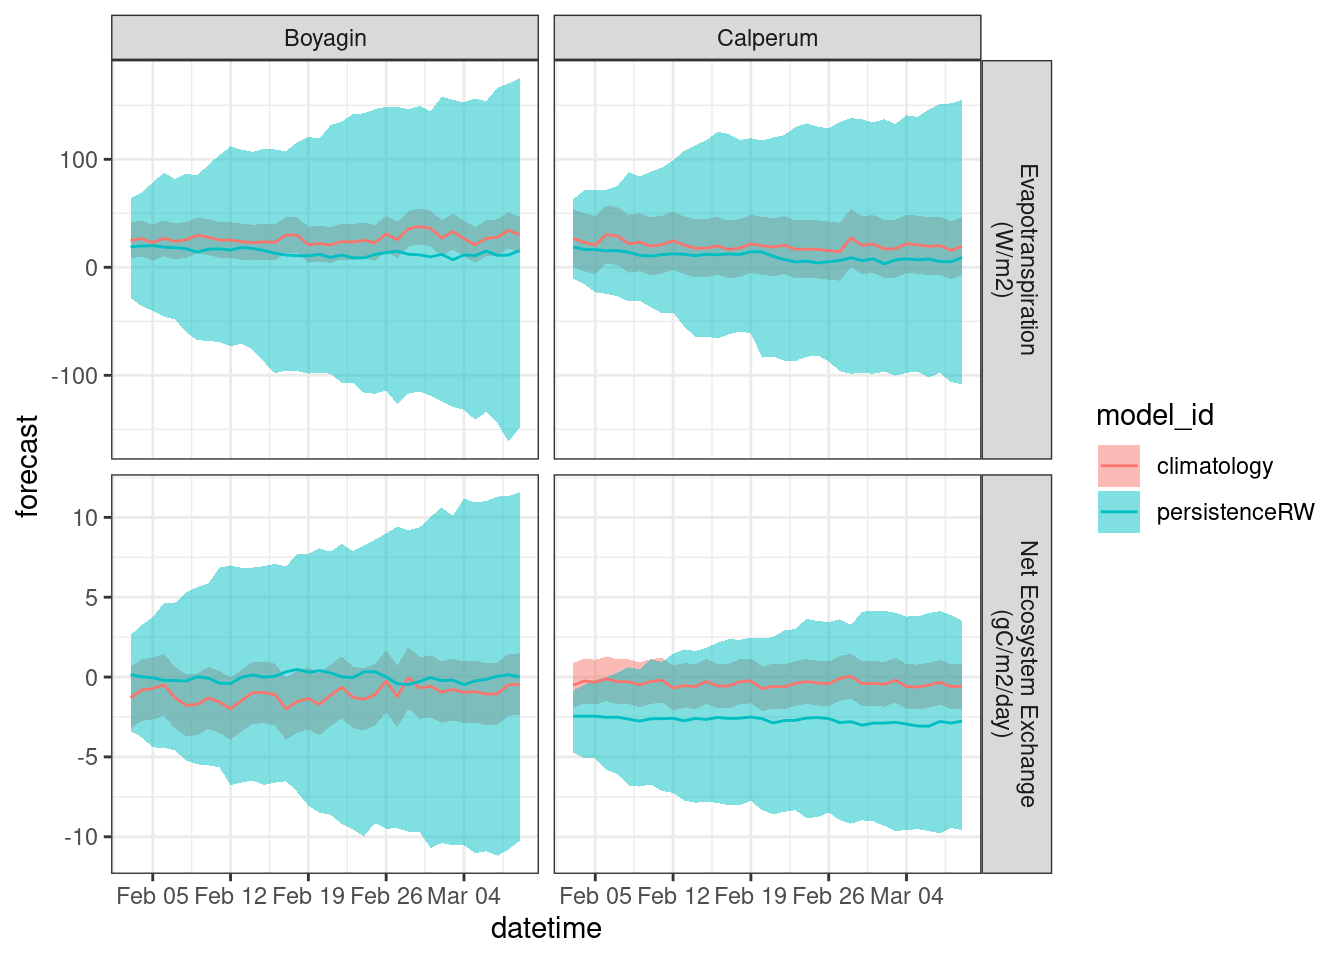 Boyagin
Calperum
100
0
-100
Evapotranspiration
(W/m2)
forecast
10
5
0
-5
-10
Net Ecosystem Exchange
(gC/m2/day)
Feb 05 Feb 12 Feb 19 Feb 26 Mar 04
Feb 05 Feb 12 Feb 19 Feb 26 Mar 04
datetime
model_id
climatology
persistenceRW